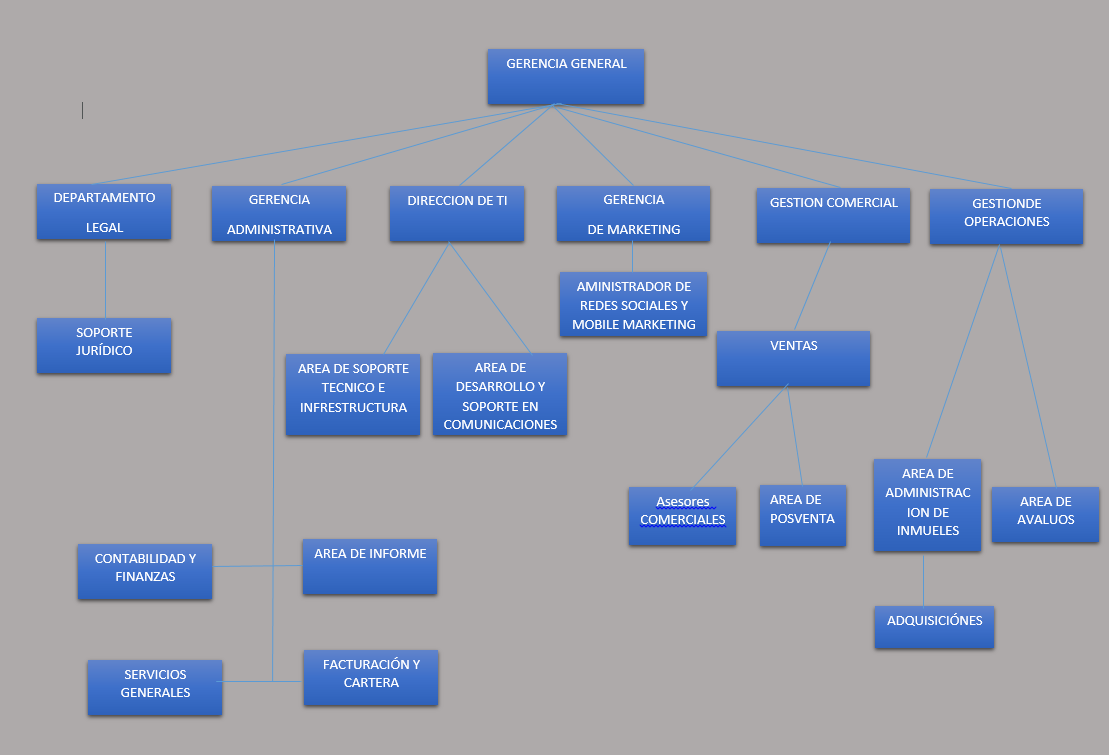 GERENCIA GENERAL
DEPARTAMENTO
LEGAL
GERENCIA
ADMINISTRATIVA
DIRECCION DE TI
GERENCIA
DE MARKETING
GESTION COMERCIAL
GESTIONDE
OPERACIONES
SOPORTE
JURÍDICO
AMINISTRADOR DE
REDES SOCIALES Y
MOBILE MARKETING
VENTAS
AREA DE SOPORTE
TECNICO E
INFRESTRUCTURA
AREA DE
DESARROLLO Y
SOPORTE EN
COMUNICACIONES
Asesores
COMERCIALES
AREA DE
POSVENTA
AREA DE
ADMINISTRAC
ION DE
INMUELES
AREA DE
AVALUOS
CONTABILIDAD Y
FINANZAS
AREA DE INFORME
ADQUISICIÓNES
SERVICIOS
GENERALES
FACTURACIÓN Y
CARTERA